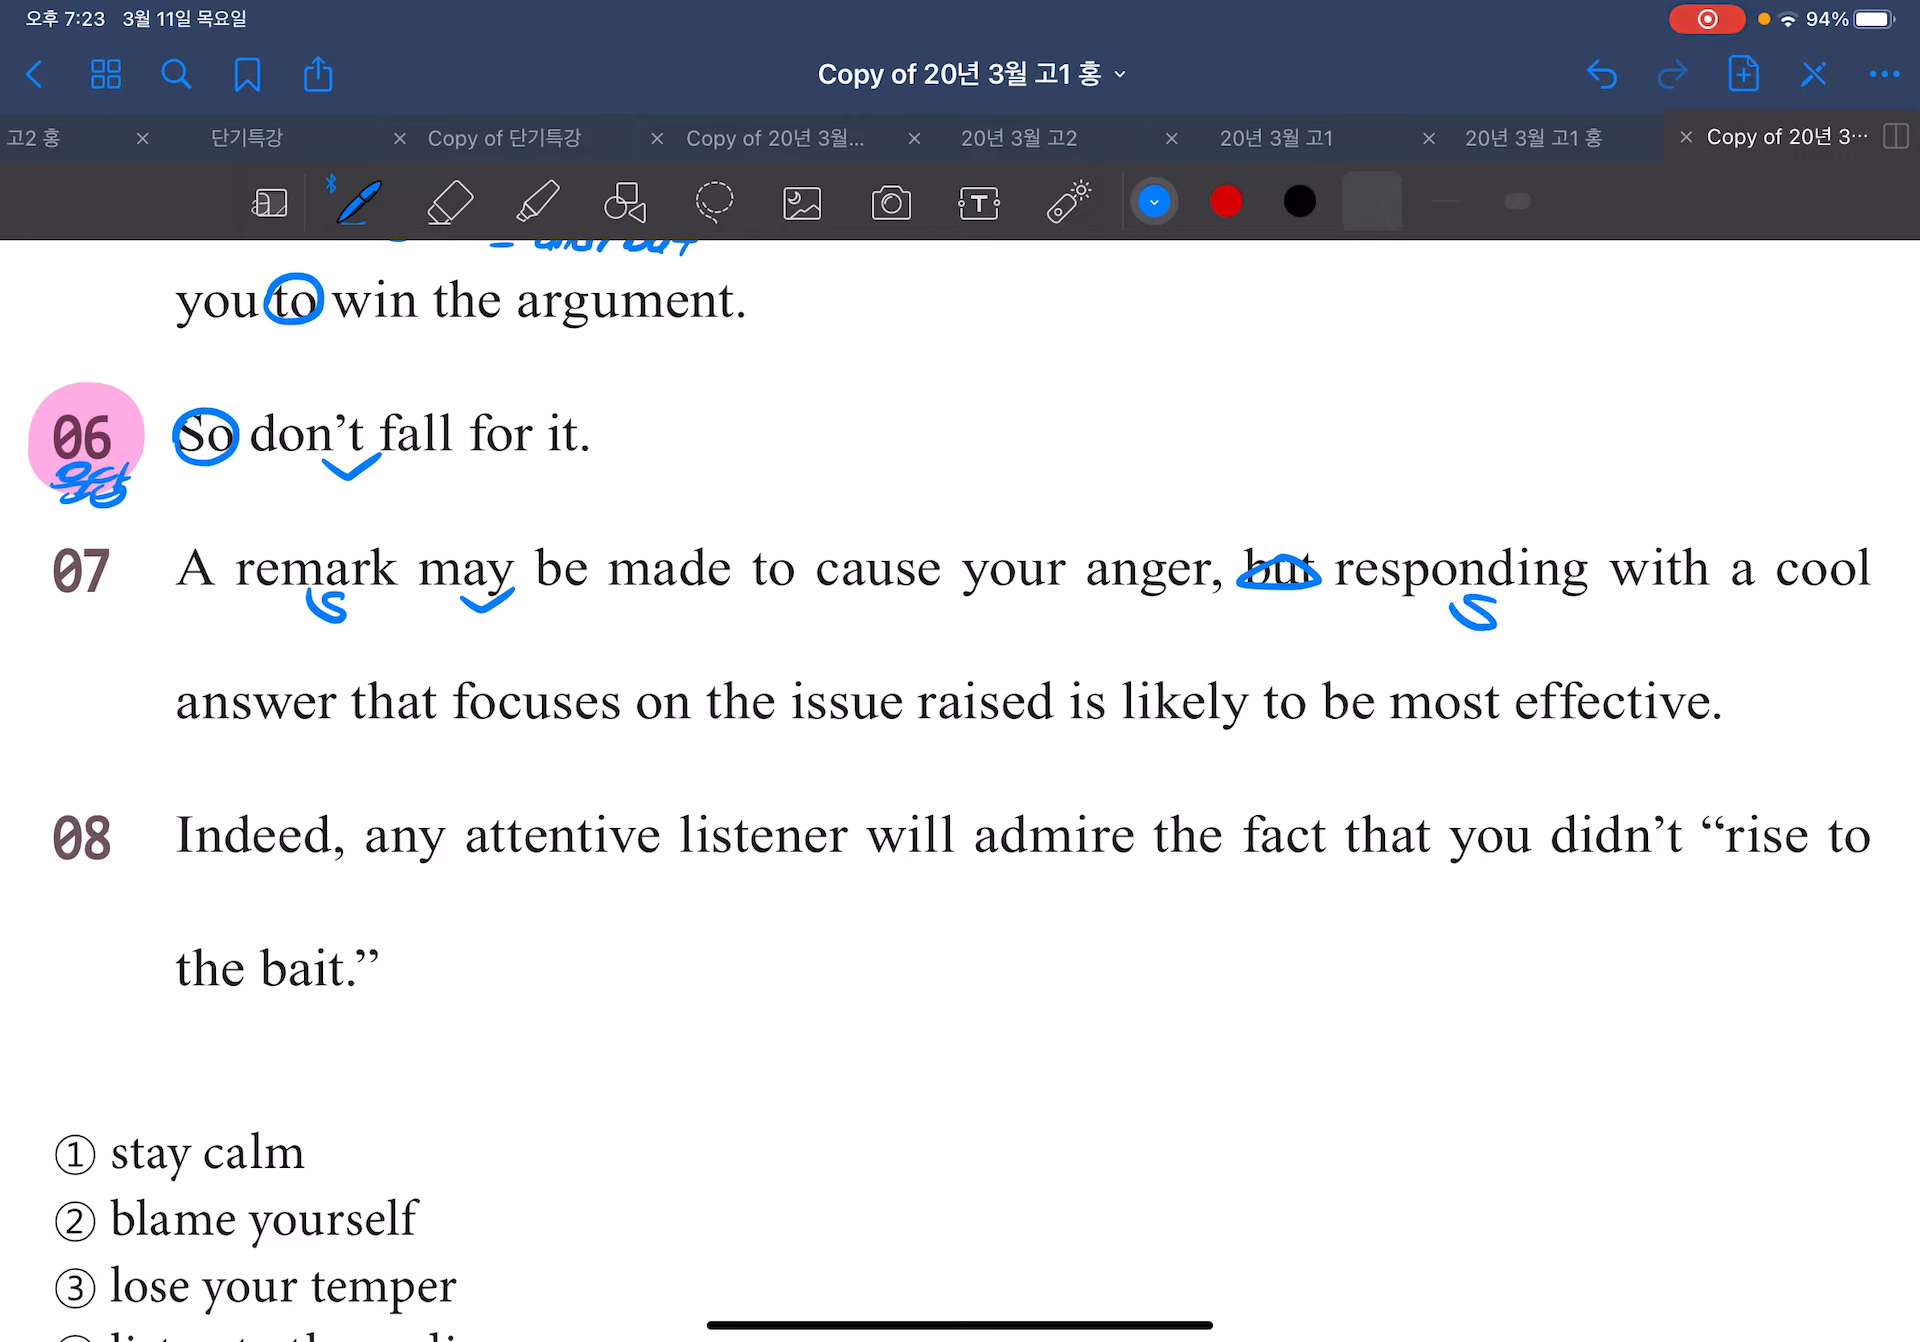 오후 7:23 3월 11일 목요일
94%
Copy of 20년 3월 고1 홍
고2 홍
단기특강
Copy of 단기특강
Copy of 20년 3월...
20년 3월 고2
20년 3월 고1
20년 3월 고1 홍
Copy of 20년 3...
you to win the argument.
06 So don’t fall for it.
07 A remark may be made to cause your anger, but responding with a cool
S S
answer that focuses on the issue raised is likely to be most effective.
08 Indeed, any attentive listener will admire the fact that you didn’t “rise to
the bait.”
① stay calm
② blame yourself
③ lose your temper